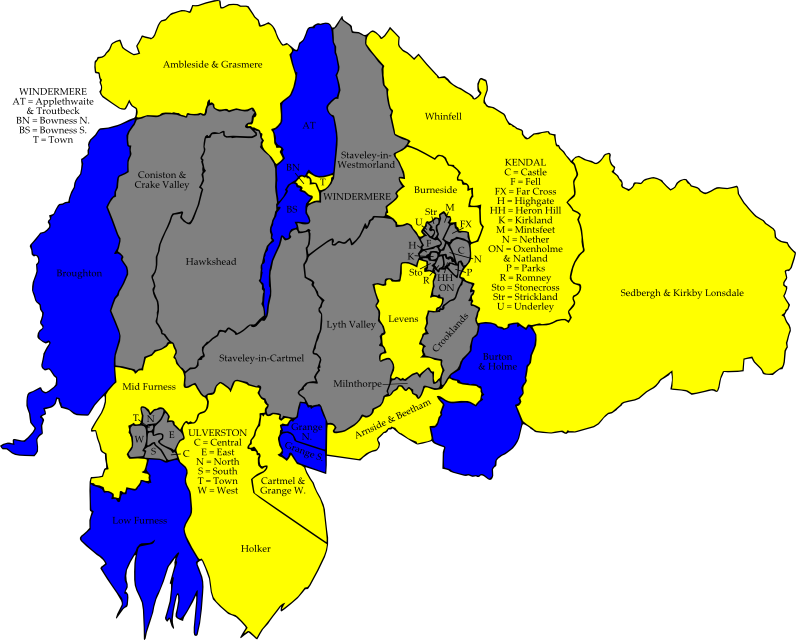 Ambleside & Grasmere
WINDERMERE
AT = Applethwaite
& Troutbeck
BN = Bowness N.
BS = Bowness S.
T = Town
AT
Whinfell
Staveley-in-
Westmorland
Coniston &
Crake Valley
BN
T
BS
WINDERMERE
Burneside
KENDAL
C = Castle
F = Fell
FX = Far Cross
H = Highgate
HH = Heron Hill
K = Kirkland
M = Mintsfeet
N = Nether
ON = Oxenholme
& Natland
P = Parks
R = Romney
Sto = Stonecross
Str = Strickland
U = Underley
M
Str
U
FX
H
F
C
K
N
Sto
P
R
HH
ON
Broughton
Hawkshead
Sedbergh & Kirkby Lonsdale
Levens
Lyth Valley
Crooklands
Staveley-in-Cartmel
Burton
& Holme
Mid Furness
Milnthorpe
Arnside & Beetham
T
N
W
E
S
C
ULVERSTON
C = Central
E = East
N = North
S = South
T = Town
W = West
Grange
N.
Grange S.
Cartmel &
Grange W.
Low Furness
Holker